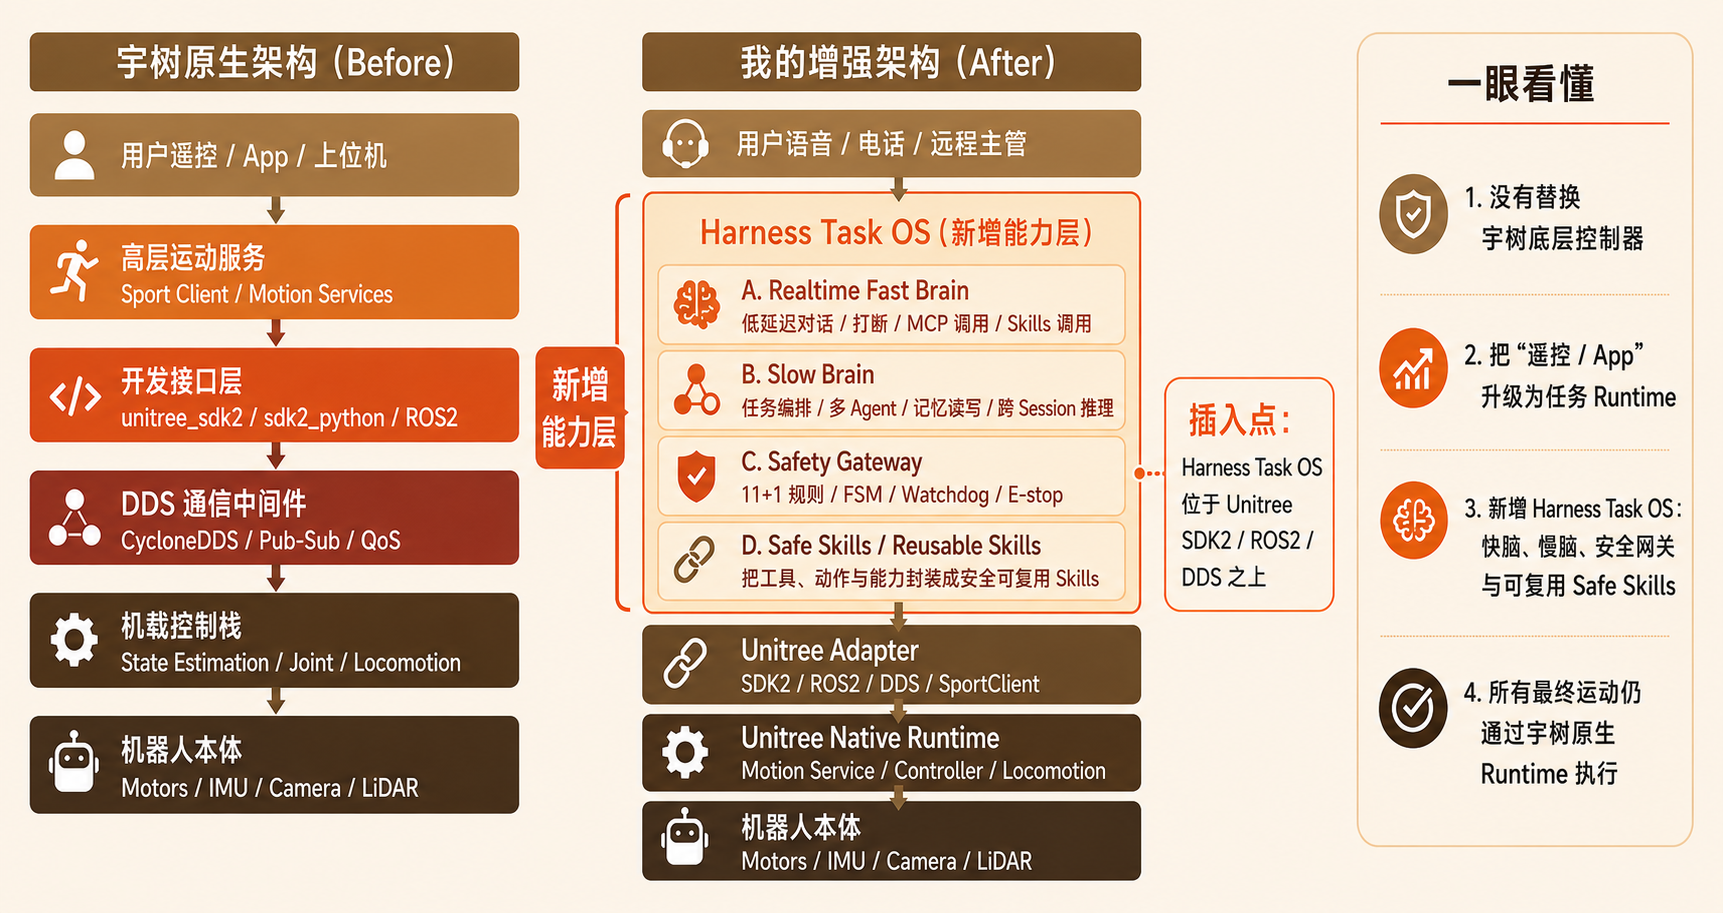 宇树原生架构（Before）
用户遥控 / App / 上位机
高层运动服务
Sport Client / Motion Services
开发接口层
unitree_sdk2 / sdk2_python / ROS2
DDS 通信中间件
CycloneDDS / Pub-Sub / QoS
机载控制栈
State Estimation / Joint / Locomotion
机器人本体
Motors / IMU / Camera / LiDAR
新增
能力层
我的增强架构（After）
用户语音 / 电话 / 远程主管
Harness Task OS（新增能力层）
A. Realtime Fast Brain
低延迟对话 / 打断 / MCP 调用 / Skills 调用
B. Slow Brain
任务编排 / 多 Agent / 记忆读写 / 跨 Session 推理
C. Safety Gateway
11+1 规则 / FSM / Watchdog / E-stop
D. Safe Skills / Reusable Skills
把工具、动作与能力封装成安全可复用 Skills
Unitree Adapter
SDK2 / ROS2 / DDS / SportClient
Unitree Native Runtime
Motion Service / Controller / Locomotion
机器人本体
Motors / IMU / Camera / LiDAR
插入点：
Harness Task OS
位于 Unitree
SDK2 / ROS2 /
DDS 之上
一眼看懂
1. 没有替换
宇树底层控制器
2. 把“遥控 / App”
升级为任务 Runtime
3. 新增 Harness Task OS：
快脑、慢脑、安全网关
与可复用 Safe Skills
4. 所有最终运动仍
通过宇树原生
Runtime 执行